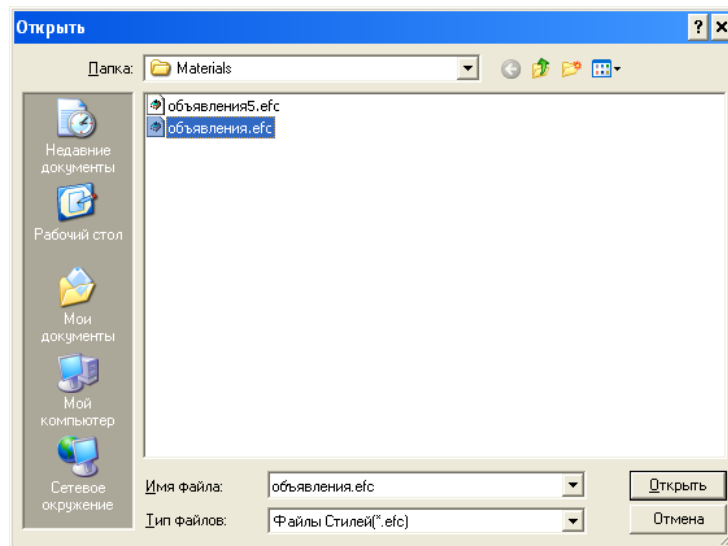 Открыть
Папка: Materials
объявления5.efc
объявления.efc
Недавние
документы
Рабочий стол
Мои
документы
Мой
компьютер
Сетевое
окружение
Имя файла: объявления.efc Открыть
Тип файлов: Файлы Стилей(*.efc) Отмена